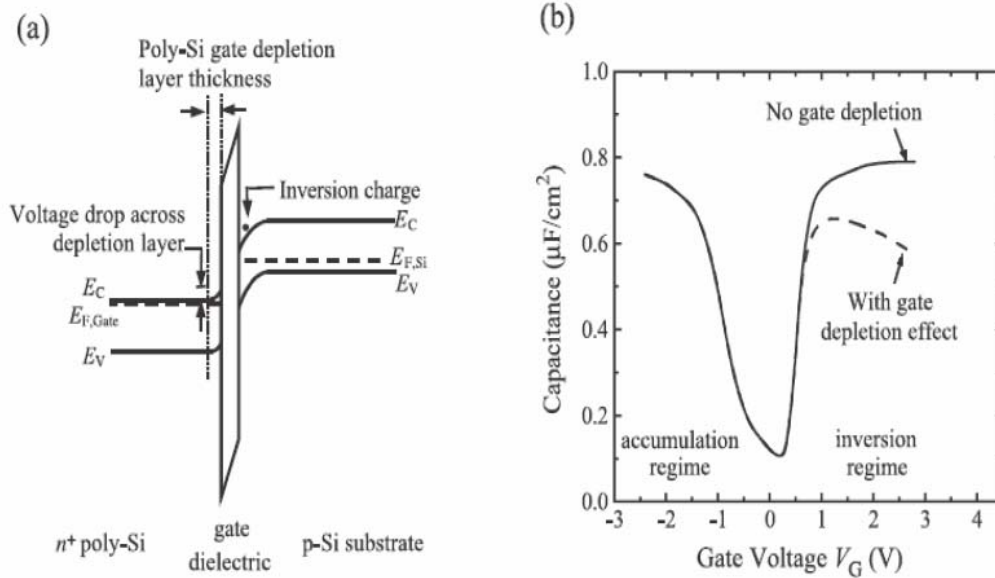 (a)
Poly-Si gate depletion
layer thickness
Inversion charge
Voltage drop across
depletion layer
E_C
E_F,Si
E_V
E_C
E_F,Gate
E_V
n⁺ poly-Si
gate
dielectric
p-Si substrate
(b)
1.0
0.8
0.6
0.4
0.2
0.0
Capacitance (μF/cm²)
No gate depletion
With gate
depletion effect
accumulation
regime
inversion
regime
-3 -2 -1 0 1 2 3 4 5
Gate Voltage V_G (V)